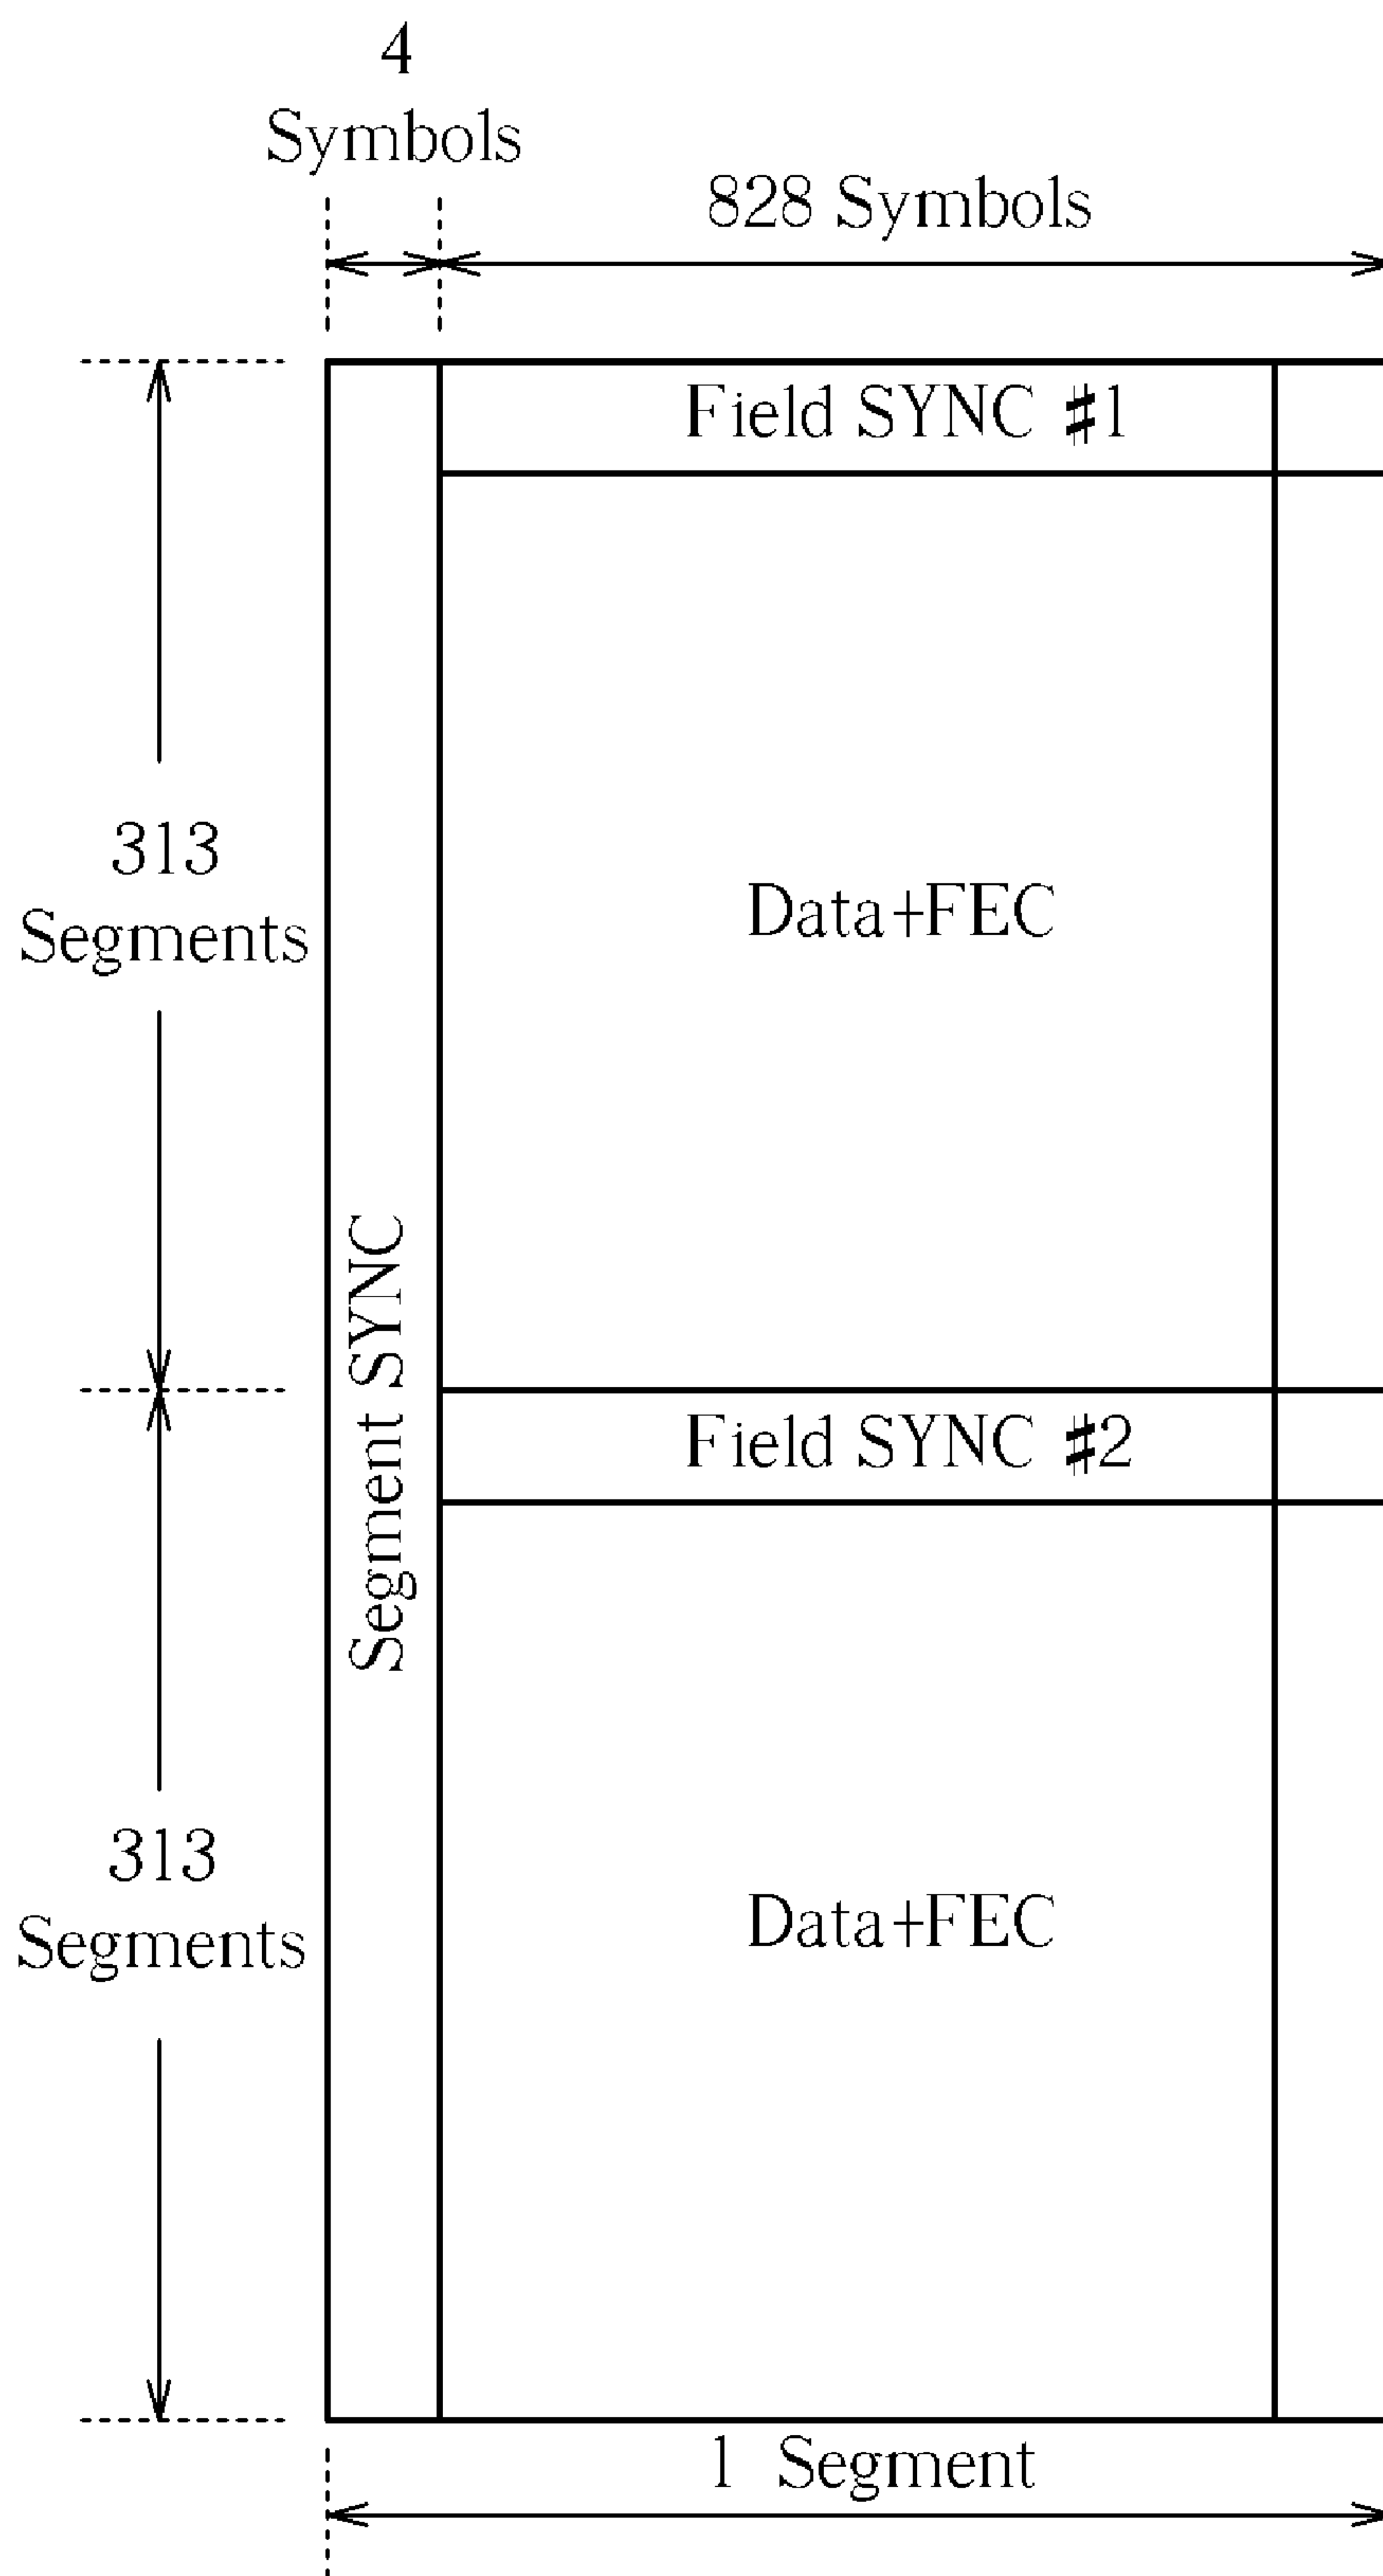 4
Symbols
828 Symbols
Field SYNC #1
313
Segments
Data+FEC
Segment SYNC
Field SYNC #2
313
Segments
Data+FEC
1 Segment